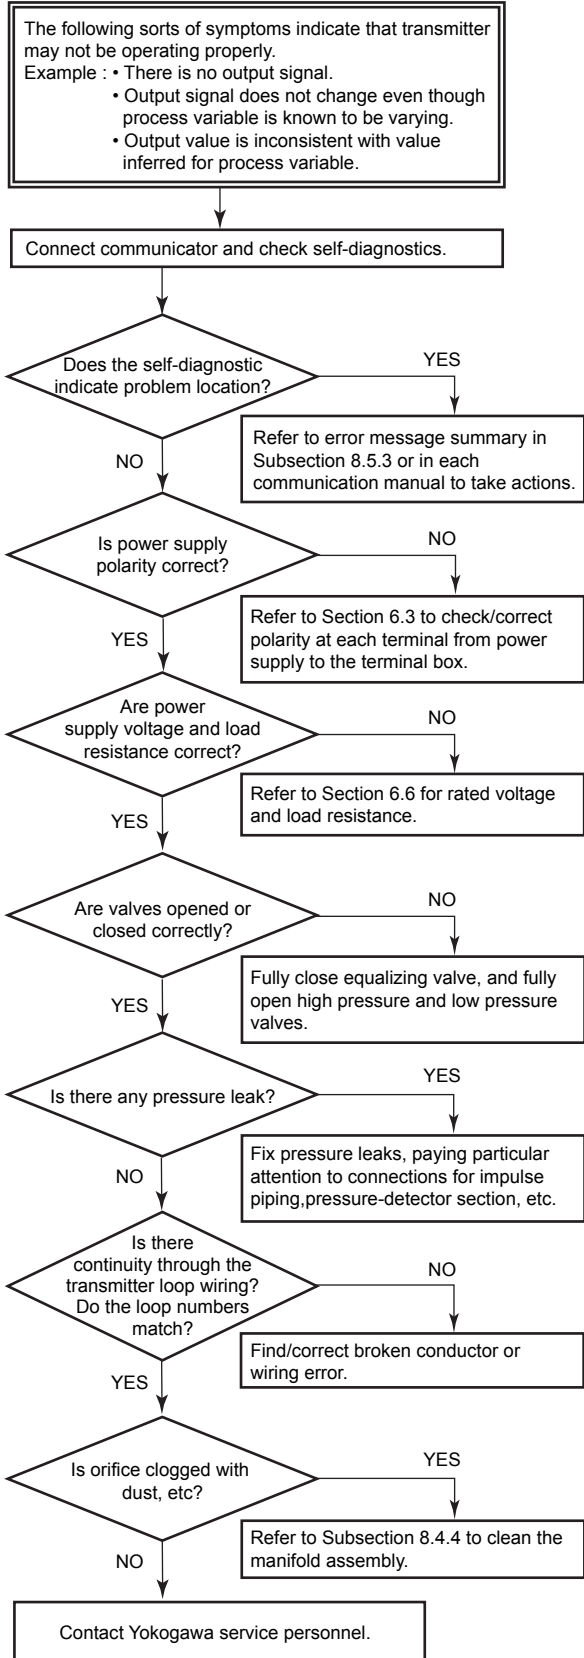 The following sorts of symptoms indicate that transmitter
may not be operating properly.
Example : • There is no output signal.
• Output signal does not change even though
process variable is known to be varying.
• Output value is inconsistent with value
inferred for process variable.
Connect communicator and check self-diagnostics.
Does the self-diagnostic
indicate problem location?
YES
Refer to error message summary in
Subsection 8.5.3 or in each
communication manual to take actions.
NO
Is power supply
polarity correct?
NO
Refer to Section 6.3 to check/correct
polarity at each terminal from power
supply to the terminal box.
YES
Are power
supply voltage and load
resistance correct?
NO
Refer to Section 6.6 for rated voltage
and load resistance.
YES
Are valves opened or
closed correctly?
NO
Fully close equalizing valve, and fully
open high pressure and low pressure
valves.
YES
Is there any pressure leak?
YES
Fix pressure leaks, paying particular
attention to connections for impulse
piping,pressure-detector section, etc.
NO
Is there
continuity through the
transmitter loop wiring?
Do the loop numbers
match?
NO
Find/correct broken conductor or
wiring error.
YES
Is orifice clogged with
dust, etc?
YES
Refer to Subsection 8.4.4 to clean the
manifold assembly.
NO
Contact Yokogawa service personnel.